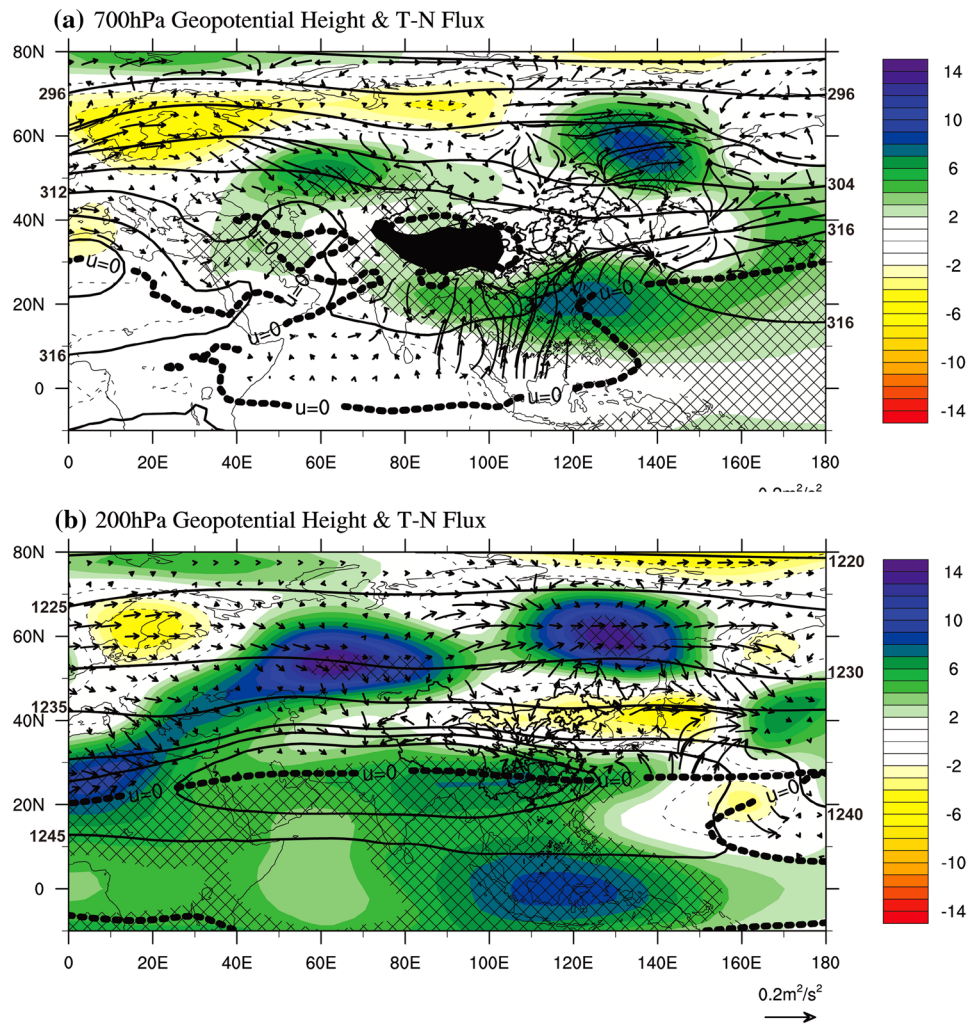 (a) 700hPa Geopotential Height & T-N Flux
80N
60N
40N
20N
0
296
312
316
296
304
316
316
u=0
u=0
u=0
u=0
u=0
u=0
u=0
0 20E 40E 60E 80E 100E 120E 140E 160E 180
14
10
6
2
-2
-6
-10
-14
0.2m²/s²
(b) 200hPa Geopotential Height & T-N Flux
80N
60N
40N
20N
0
1225
1235
1245
1220
1230
1240
u=0
u=0
u=0
u=0
0 20E 40E 60E 80E 100E 120E 140E 160E 180
14
10
6
2
-2
-6
-10
-14
0.2m²/s²